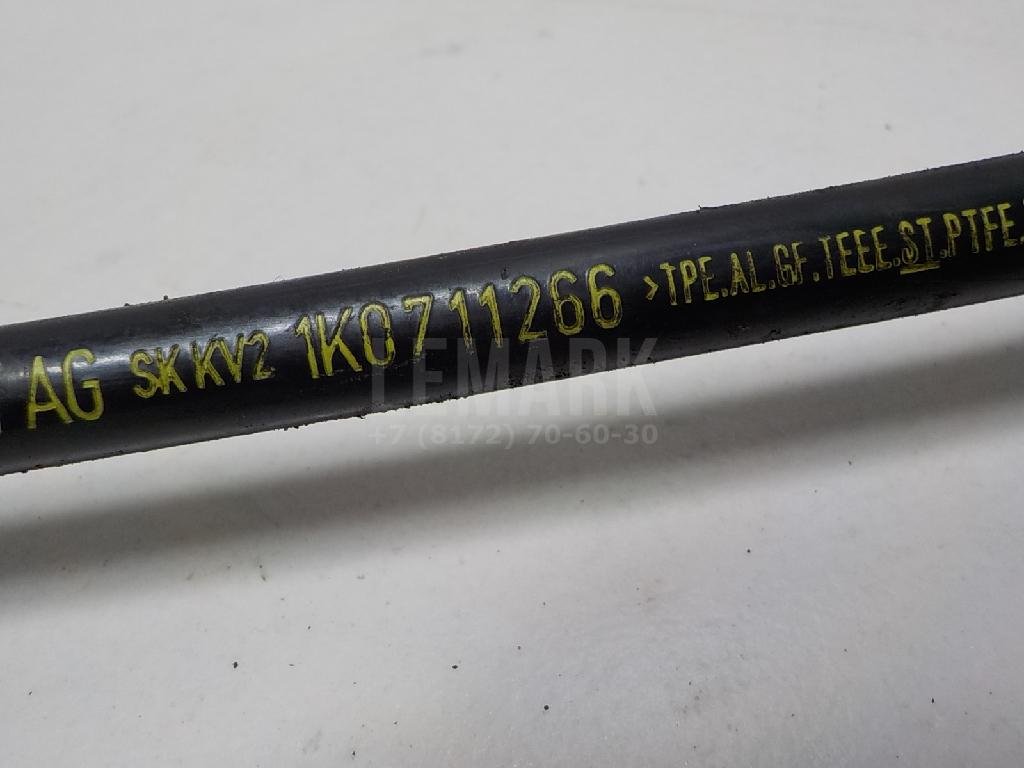 AG SKKV2 1K0711266 >TPE.AL.GF.TEEE.ST.PTFE.
LEMARK
+7 (8172) 70-60-30